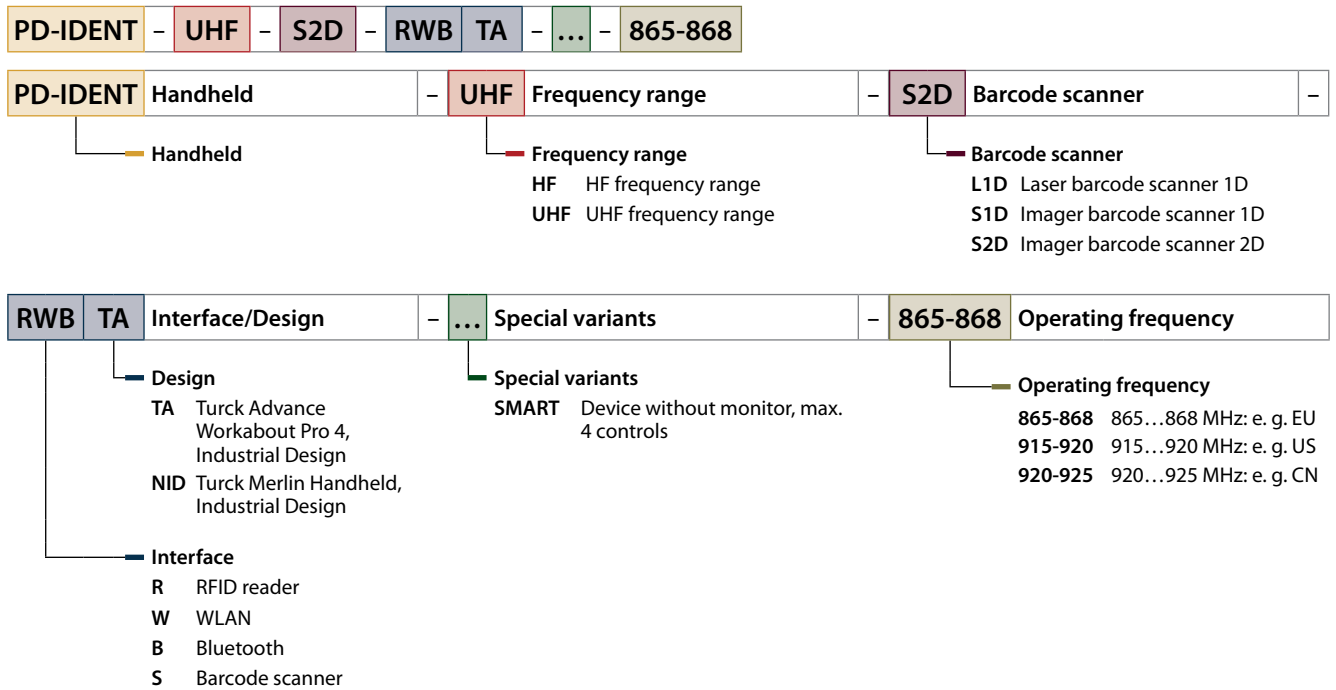 PD-IDENT – UHF – S2D – RWB TA – … – 865-868
PD-IDENT Handheld – UHF Frequency range – S2D Barcode scanner –
Handheld
Frequency range
HF HF frequency range
UHF UHF frequency range
Barcode scanner
L1D Laser barcode scanner 1D
S1D Imager barcode scanner 1D
S2D Imager barcode scanner 2D
RWB TA Interface/Design – … Special variants – 865-868 Operating frequency
Design
TA Turck Advance
Workabout Pro 4,
Industrial Design
NID Turck Merlin Handheld,
Industrial Design
Interface
R RFID reader
W WLAN
B Bluetooth
S Barcode scanner
Special variants
SMART Device without monitor, max.
4 controls
Operating frequency
865-868 865…868 MHz: e. g. EU
915-920 915…920 MHz: e. g. US
920-925 920…925 MHz: e. g. CN